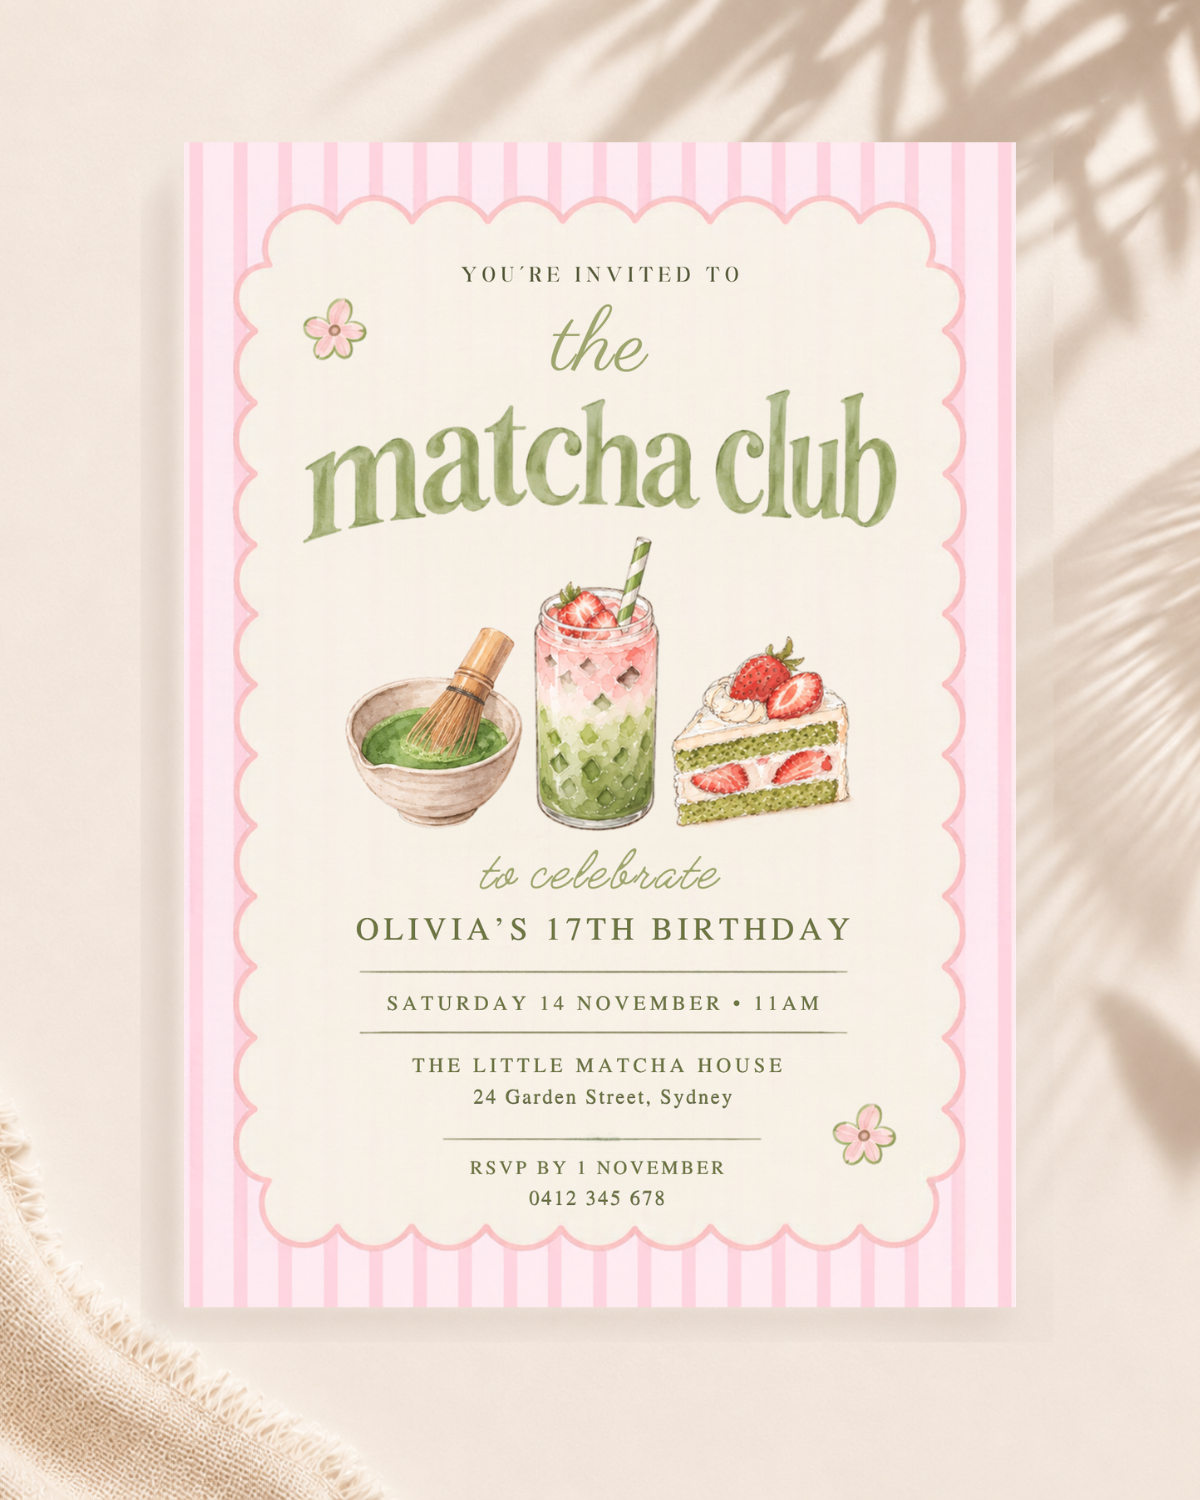 YOU'RE INVITED TO
the
matcha club
to celebrate
OLIVIA’S 17TH BIRTHDAY
SATURDAY 14 NOVEMBER • 11AM
THE LITTLE MATCHA HOUSE
24 Garden Street, Sydney
RSVP BY 1 NOVEMBER
0412 345 678